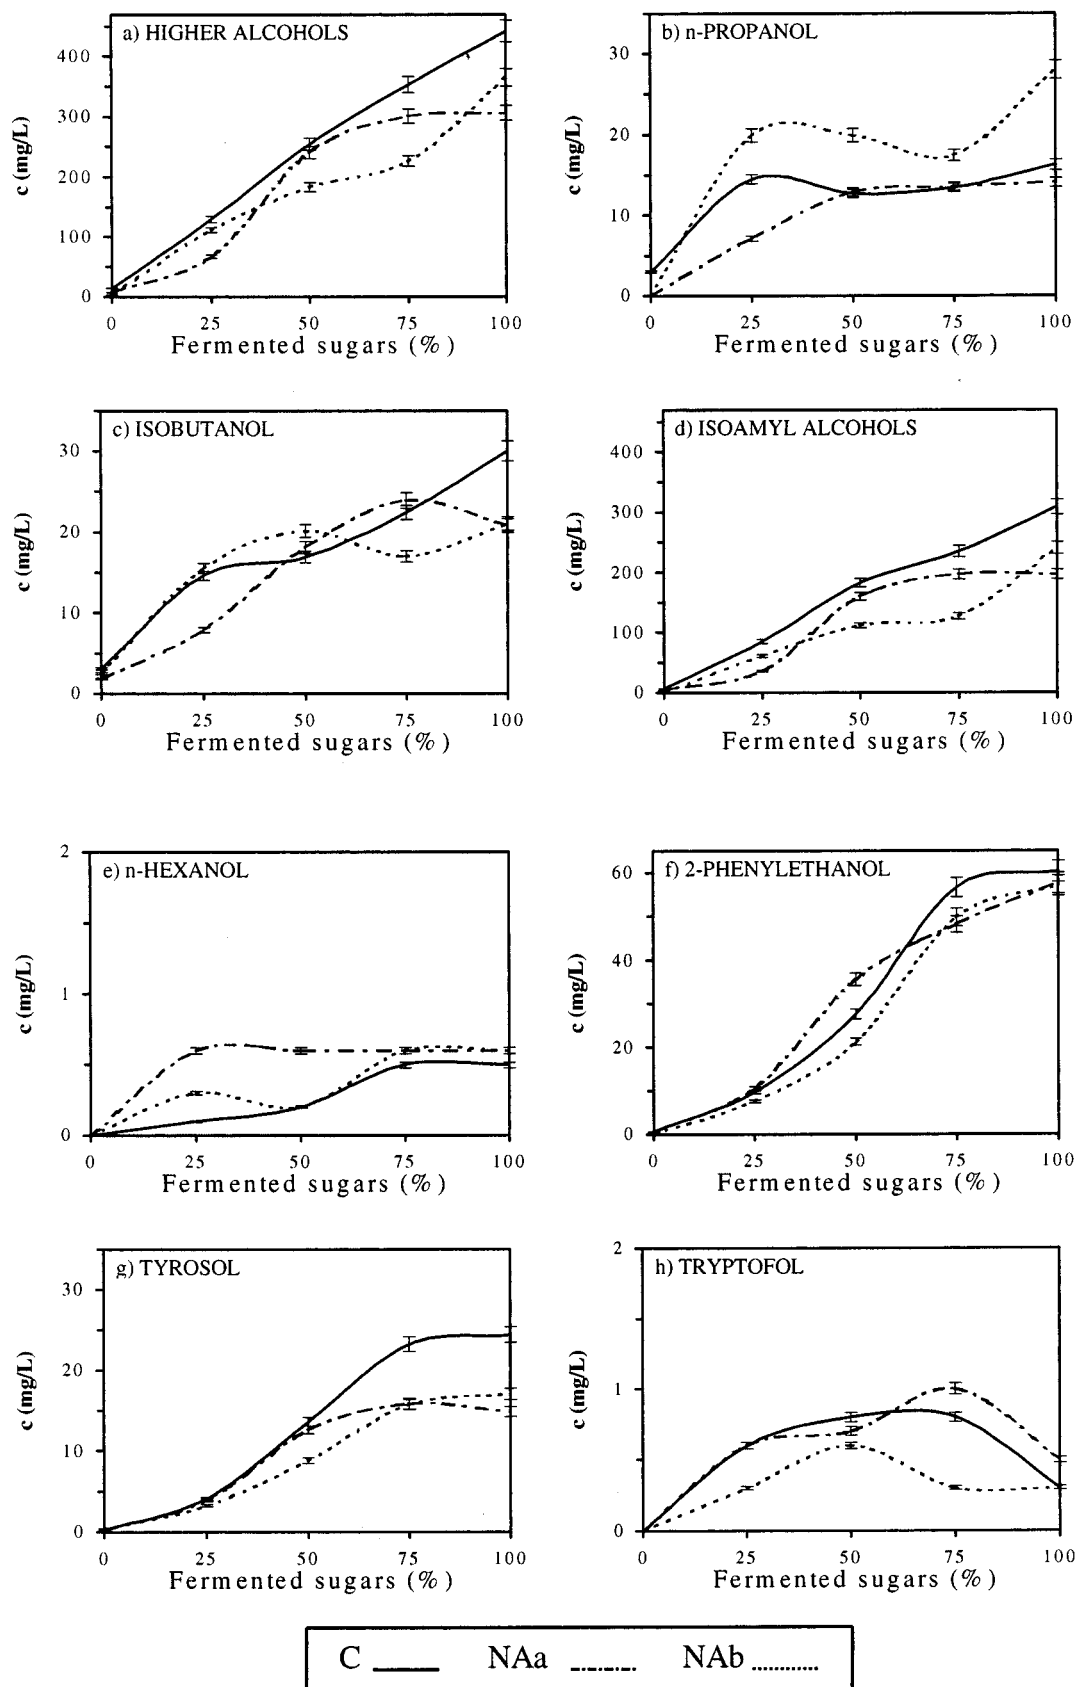 a) HIGHER ALCOHOLS
400
300
200
100
0
c (mg/L)
0 25 50 75 100
Fermented sugars (%)
b) n-PROPANOL
30
20
10
0
c (mg/L)
0 25 50 75 100
Fermented sugars (%)
c) ISOBUTANOL
30
20
10
0
c (mg/L)
0 25 50 75 100
Fermented sugars (%)
d) ISOAMYL ALCOHOLS
400
300
200
100
0
c (mg/L)
0 25 50 75 100
Fermented sugars (%)
e) n-HEXANOL
2
1
0
c (mg/L)
0 25 50 75 100
Fermented sugars (%)
f) 2-PHENYLETHANOL
60
40
20
0
c (mg/L)
0 25 50 75 100
Fermented sugars (%)
g) TYROSOL
30
20
10
0
c (mg/L)
0 25 50 75 100
Fermented sugars (%)
h) TRYPTOFOL
2
1
0
c (mg/L)
0 25 50 75 100
Fermented sugars (%)
C NAa NAb